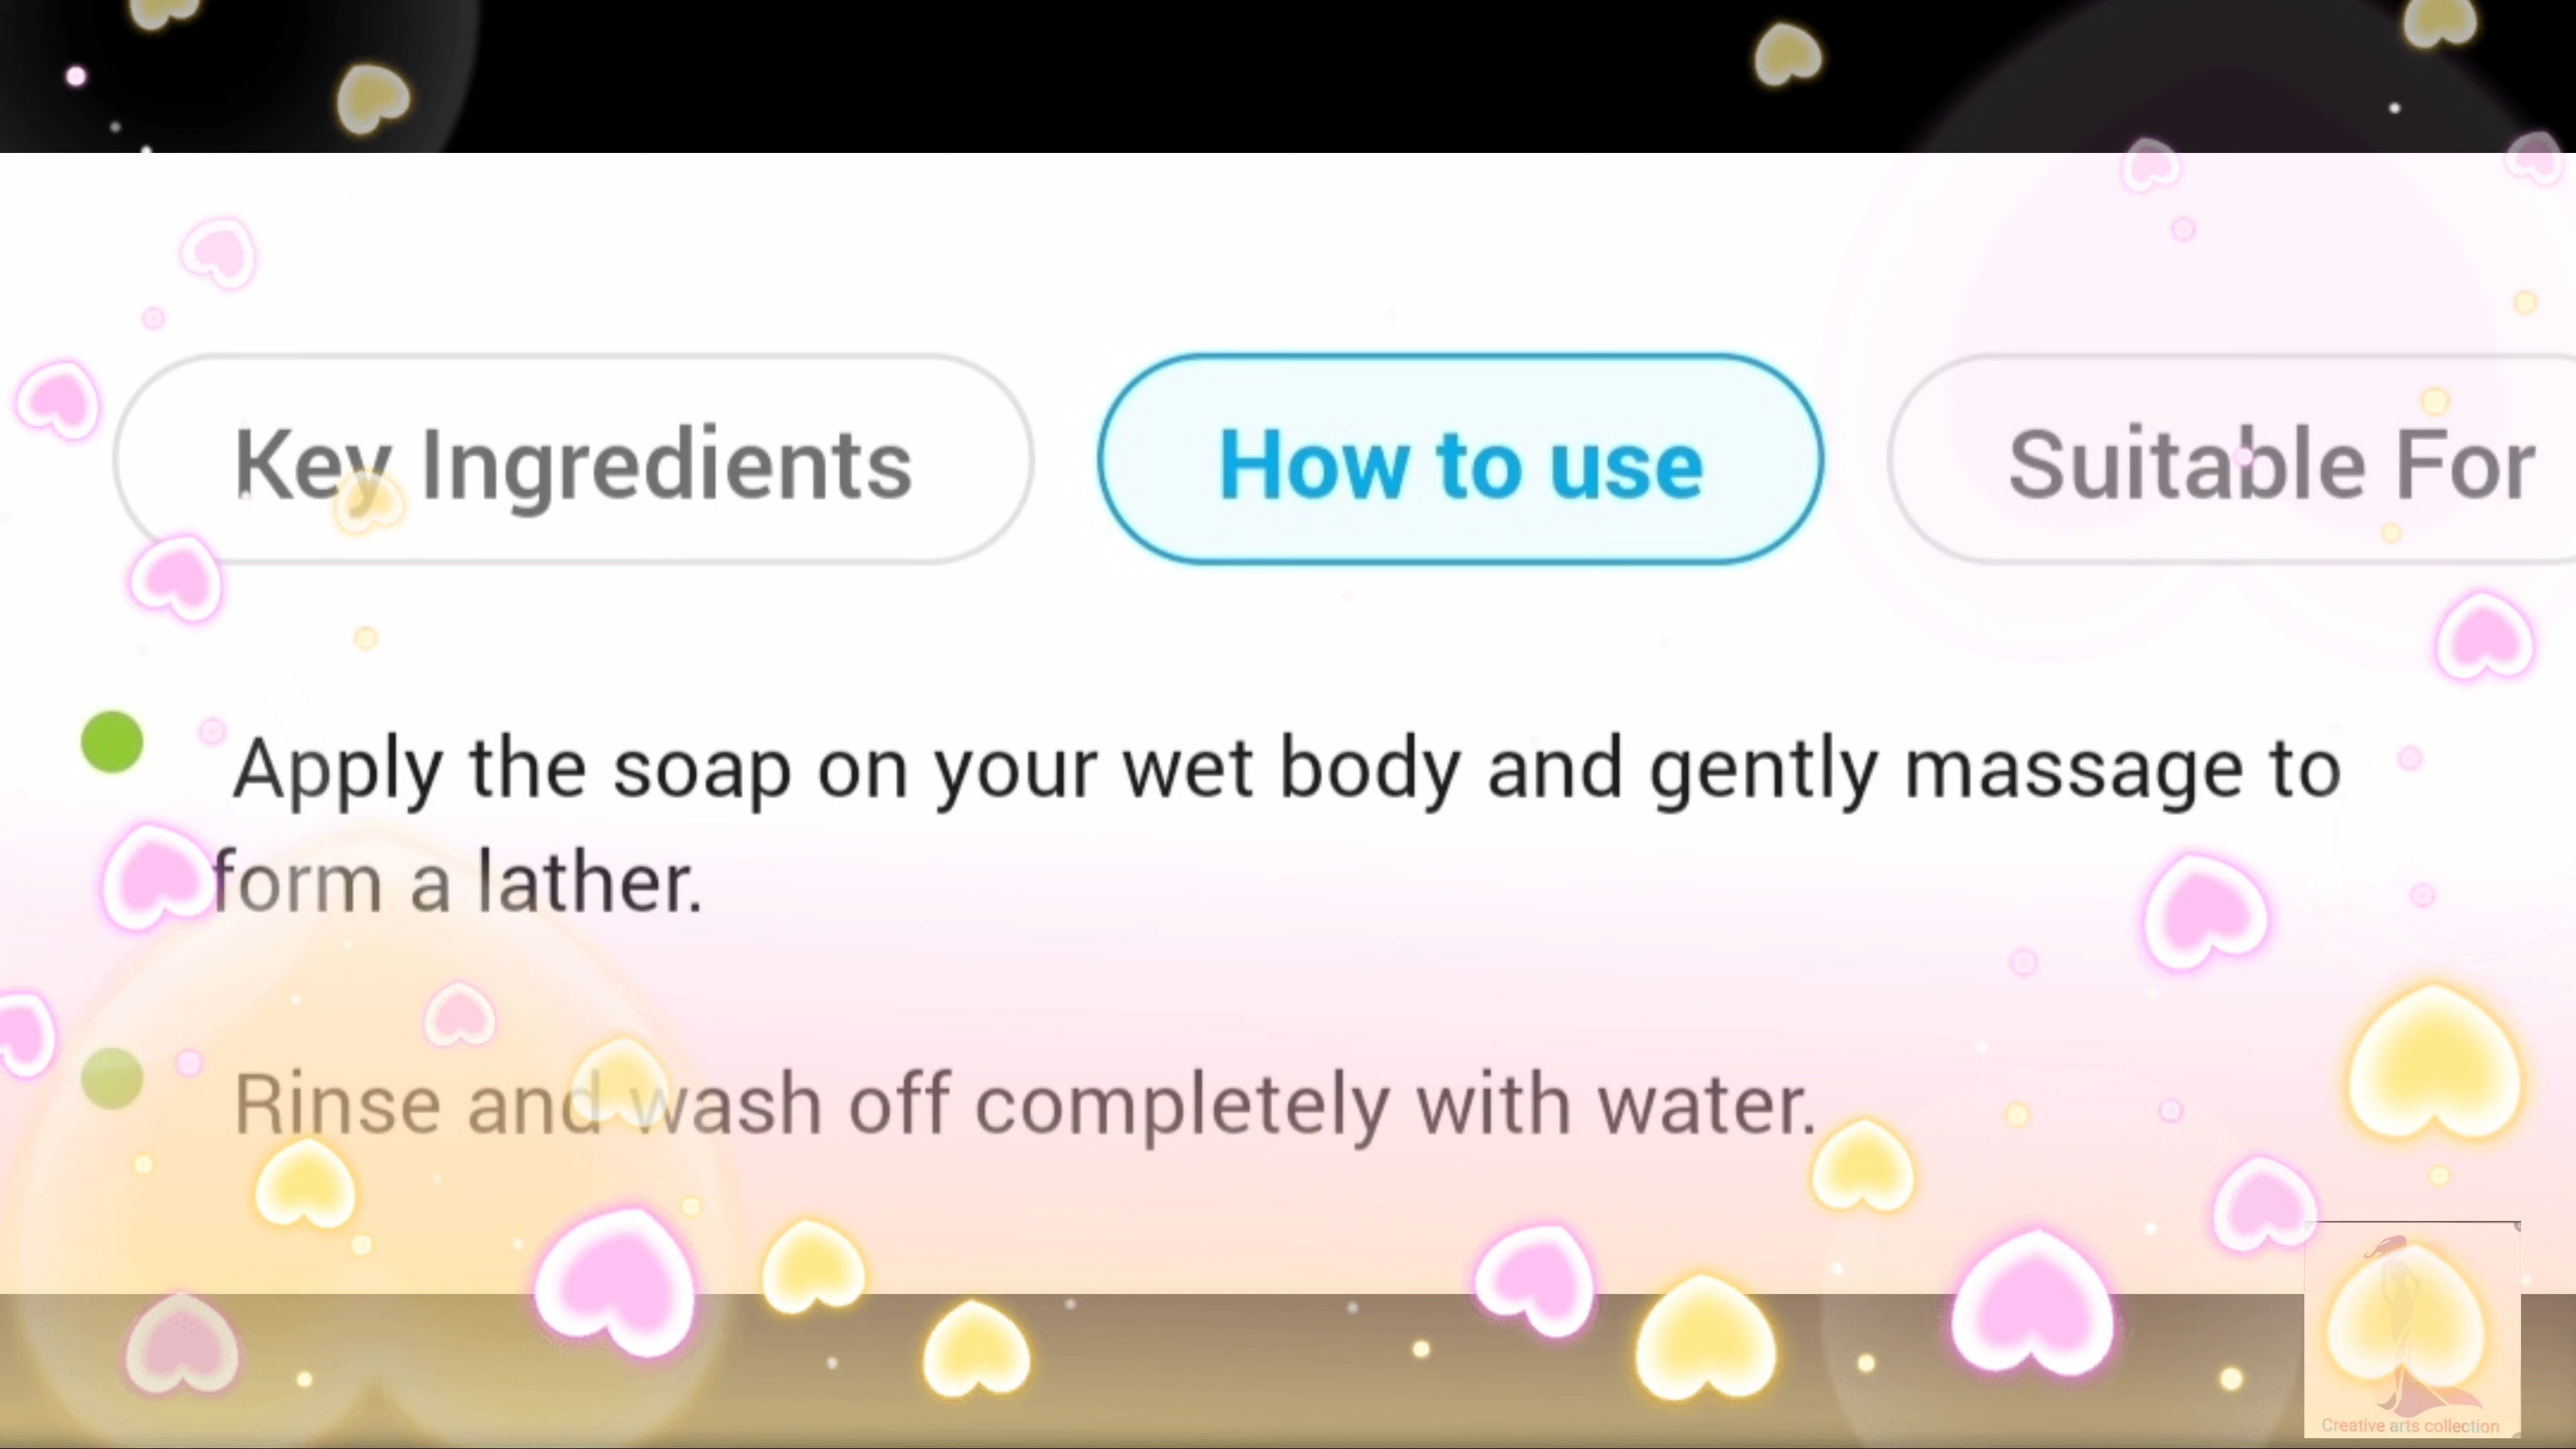 Key Ingredients
How to use
Suitable For
Apply the soap on your wet body and gently massage to
form a lather.
Rinse and wash off completely with water.
Creative arts collection